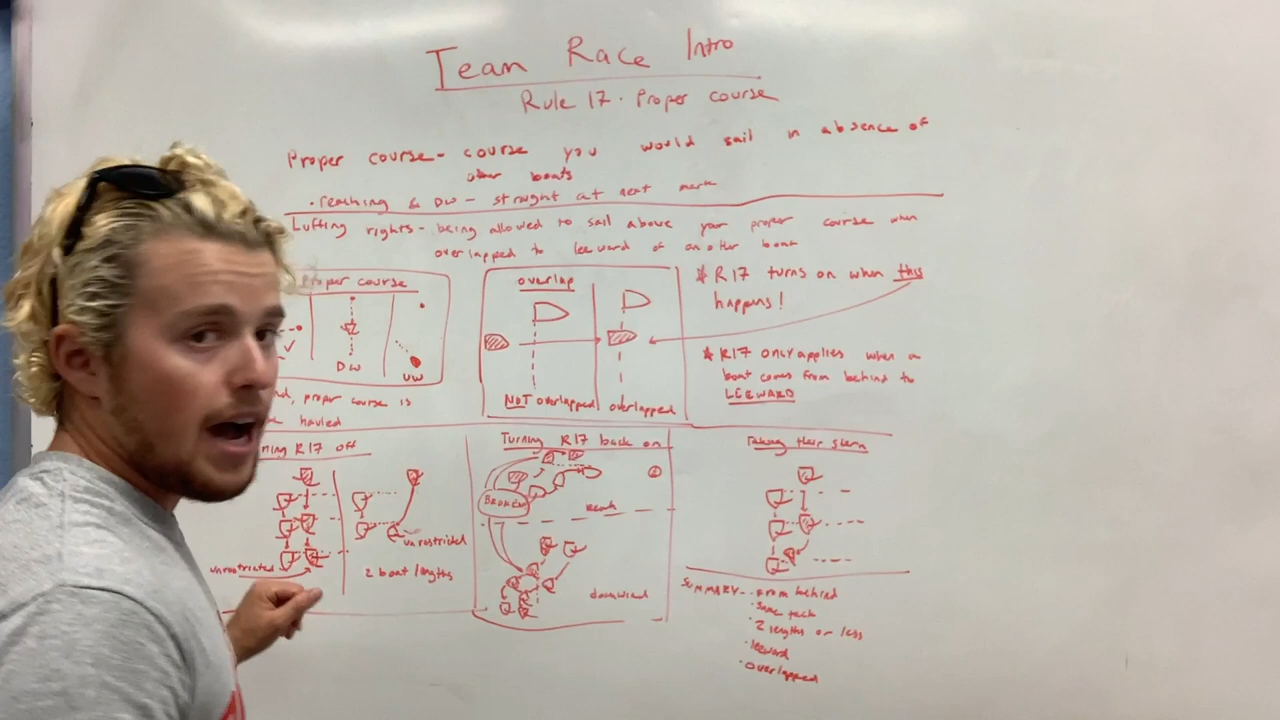 Team Race Intro
Rule 17 - Proper course
Proper course - course you would sail in absence of
other boats
• reaching & DW - straight at next mark
Luffing rights - being allowed to sail above your proper course when
overlapped to leeward of another boat
Proper course
DW
UW
proper course is
hauled
overlap
NOT overlapped
overlapped
* R17 turns on when this
happens!
* R17 only applies when a
boat comes from behind to
LEEWARD
R17 off
unrestricted
unrestricted
2 boat lengths
Turning R17 back on
BROKEN
reach
downwind
Taking their stern
SUMMARY - • From behind
• same tack
• 2 lengths or less
• leeward
• overlapped